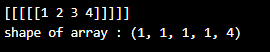 [[[[[1 2 3 4]]]]]
shape of array : (1, 1, 1, 1, 4)